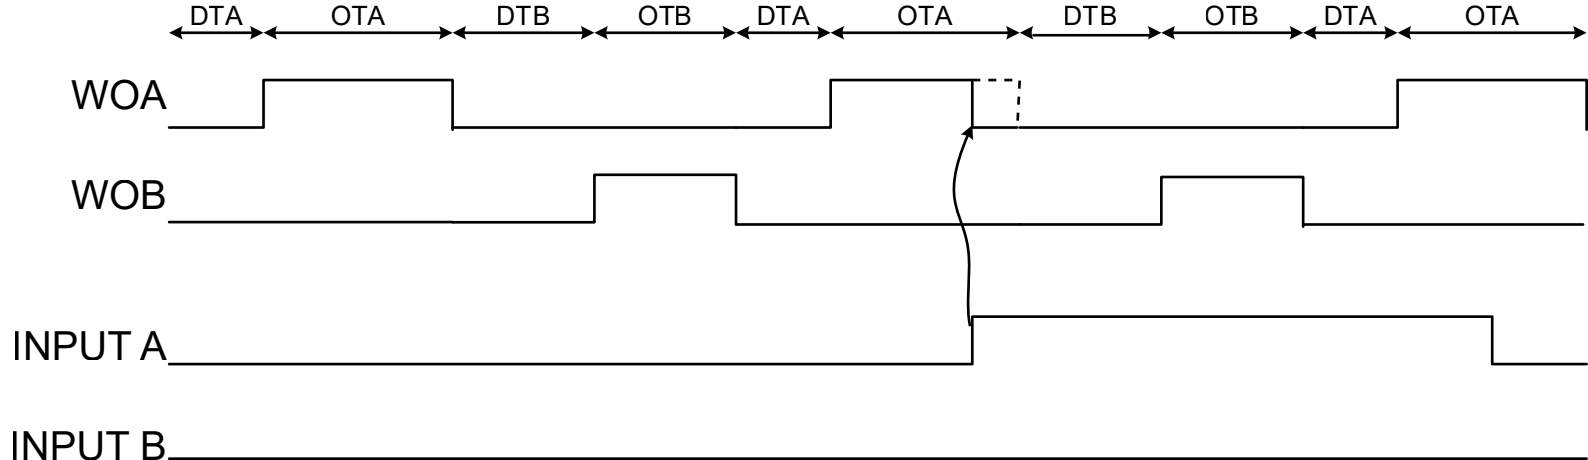 DTA OTA DTB OTB DTA OTA DTB OTB DTA OTA
WOA
WOB
INPUT A
INPUT B